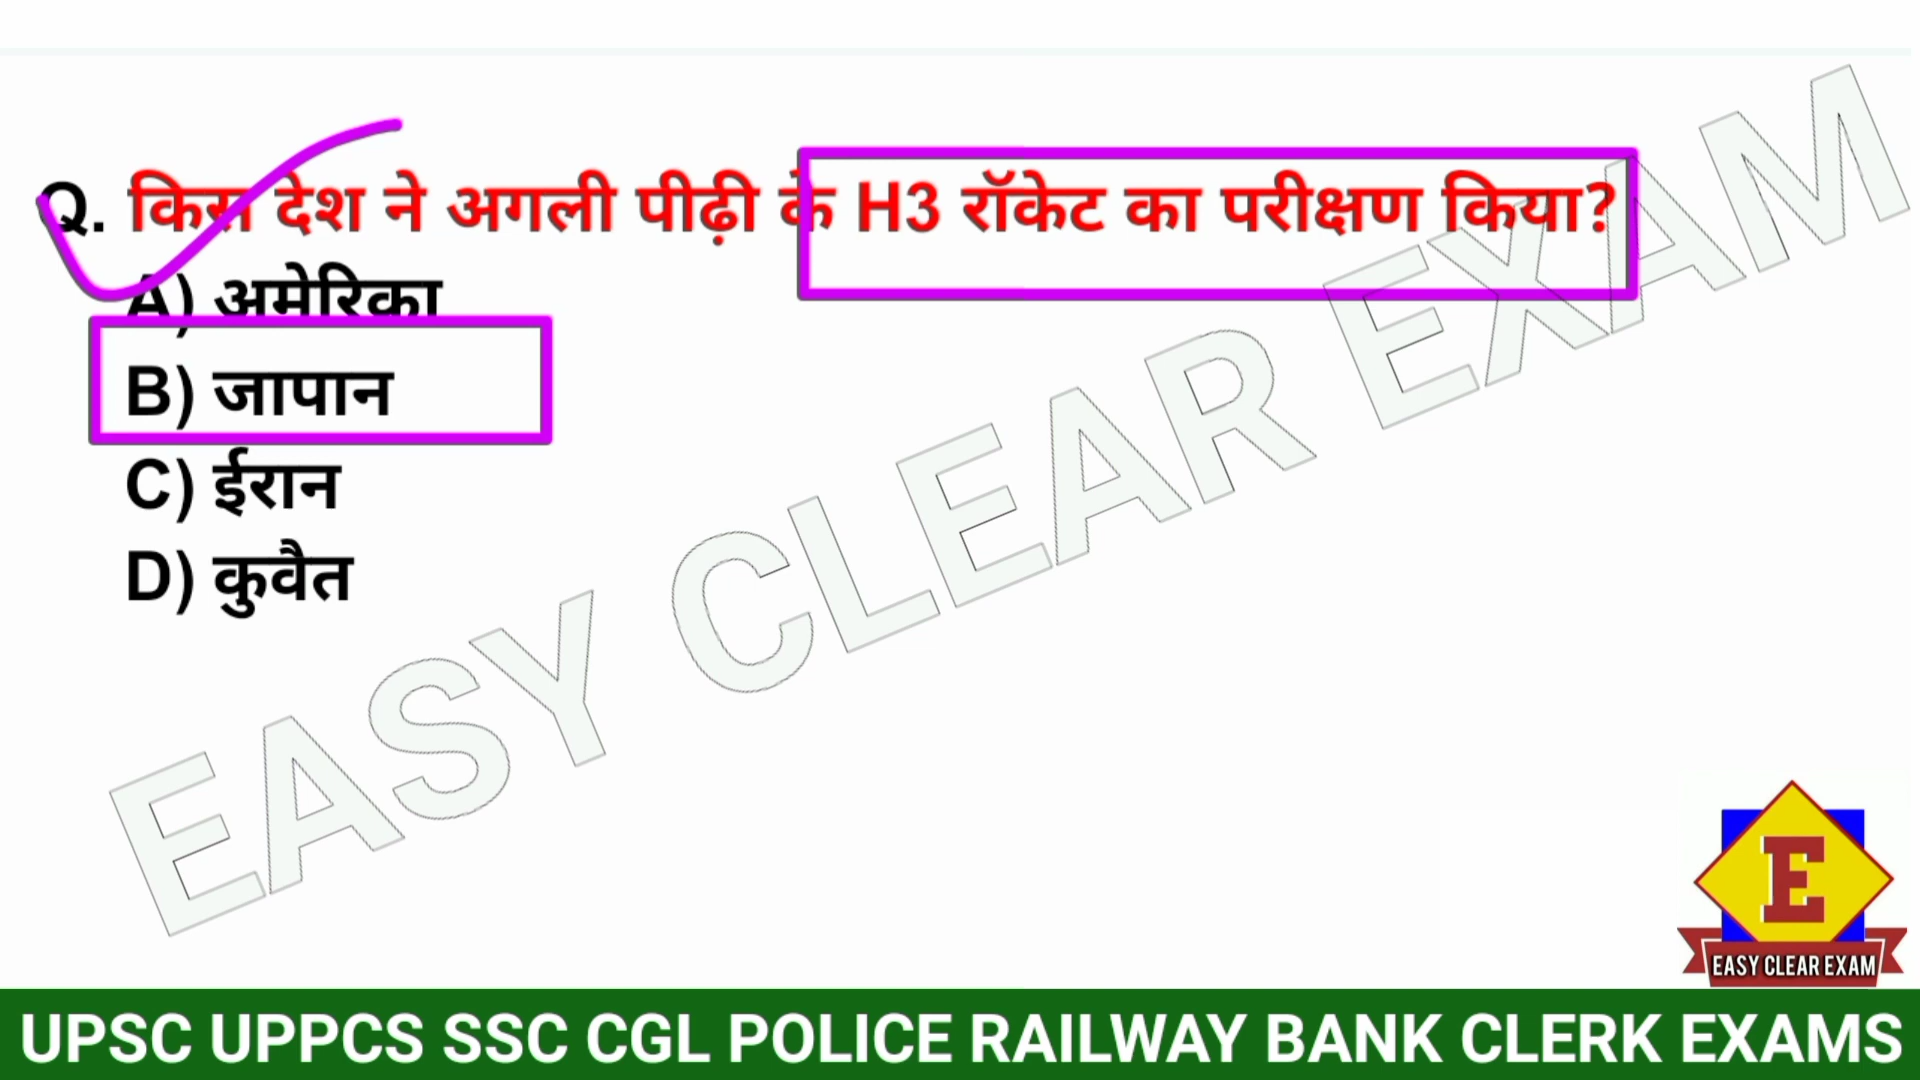 Q. किस देश ने अगली पीढ़ी के H3 रॉकेट का परीक्षण किया?
A) अमेरिका
B) जापान
C) ईरान
D) कुवैत
EASY CLEAR EXAM
E
EASY CLEAR EXAM
UPSC UPPCS SSC CGL POLICE RAILWAY BANK CLERK EXAMS